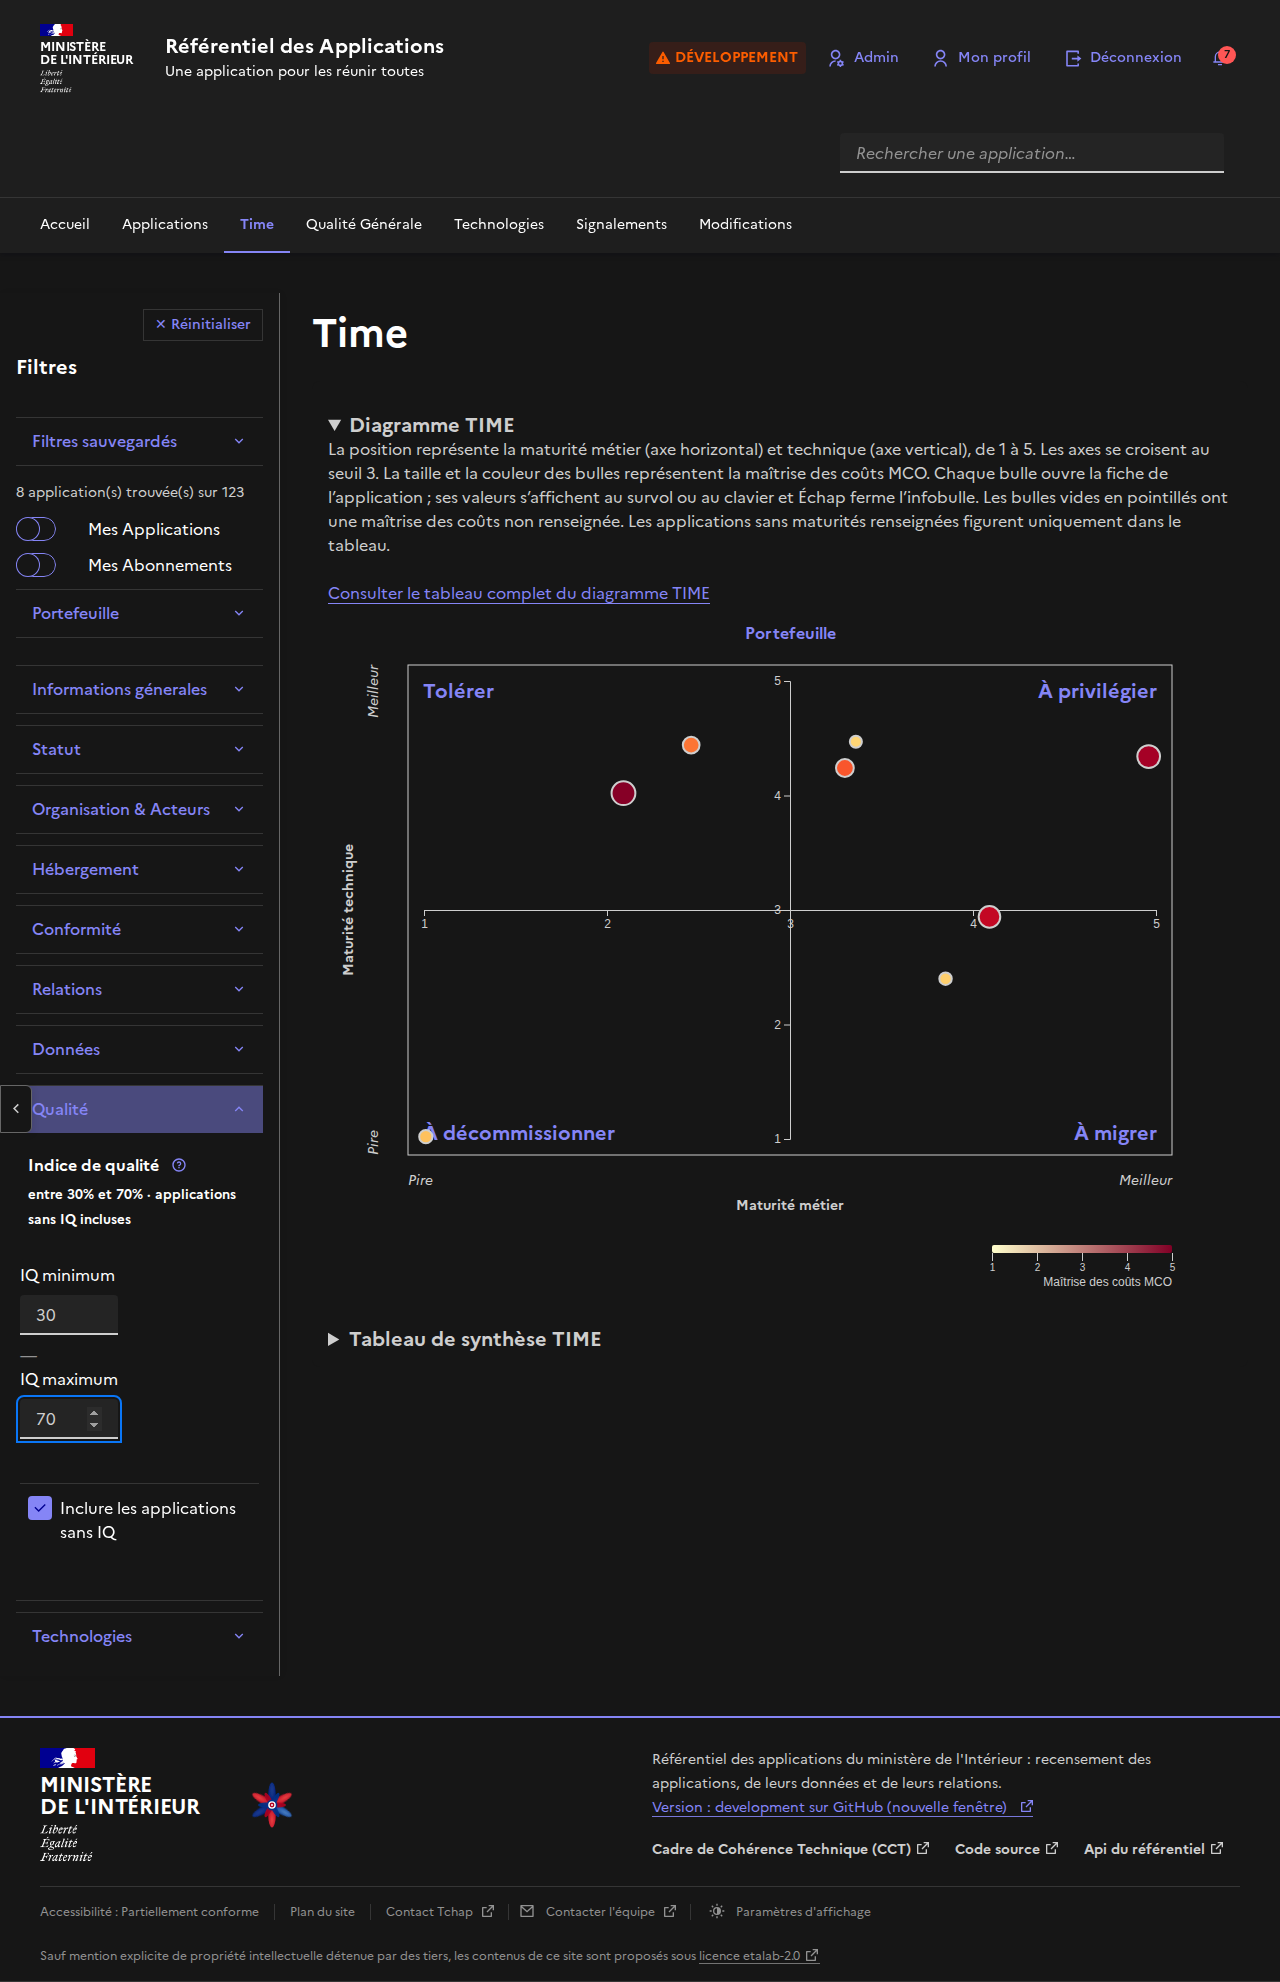 MINISTÈRE
DE L'INTÉRIEUR
Liberté
Égalité
Fraternité
Référentiel des Applications
Une application pour les réunir toutes
DÉVELOPPEMENT
Admin
Mon profil
Déconnexion
7
Rechercher une application…
Accueil
Applications
Time
Qualité Générale
Technologies
Signalements
Modifications
Réinitialiser
Filtres
Filtres sauvegardés
8 application(s) trouvée(s) sur 123
Mes Applications
Mes Abonnements
Portefeuille
Informations génerales
Statut
Organisation & Acteurs
Hébergement
Conformité
Relations
Données
Qualité
Indice de qualité
entre 30% et 70% · applications
sans IQ incluses
IQ minimum
30
—
IQ maximum
70
Inclure les applications
sans IQ
Technologies
Time
Diagramme TIME
La position représente la maturité métier (axe horizontal) et technique (axe vertical), de 1 à 5. Les axes se croisent au
seuil 3. La taille et la couleur des bulles représentent la maîtrise des coûts MCO. Chaque bulle ouvre la fiche de
l’application ; ses valeurs s’affichent au survol ou au clavier et Échap ferme l’infobulle. Les bulles vides en pointillés ont
une maîtrise des coûts non renseignée. Les applications sans maturités renseignées figurent uniquement dans le
tableau.
Consulter le tableau complet du diagramme TIME
Portefeuille
Meilleur
Tolérer
5
À privilégier
4
Maturité technique
3
1
2
3
4
5
2
Pire
À décommissionner
1
À migrer
Pire
Meilleur
Maturité métier
1
2
3
4
5
Maîtrise des coûts MCO
Tableau de synthèse TIME
MINISTÈRE
DE L'INTÉRIEUR
Liberté
Égalité
Fraternité
Référentiel des applications du ministère de l'Intérieur : recensement des
applications, de leurs données et de leurs relations.
Version : development sur GitHub (nouvelle fenêtre)
Cadre de Cohérence Technique (CCT)
Code source
Api du référentiel
Accessibilité : Partiellement conforme
Plan du site
Contact Tchap
Contacter l'équipe
Paramètres d'affichage
Sauf mention explicite de propriété intellectuelle détenue par des tiers, les contenus de ce site sont proposés sous licence etalab-2.0